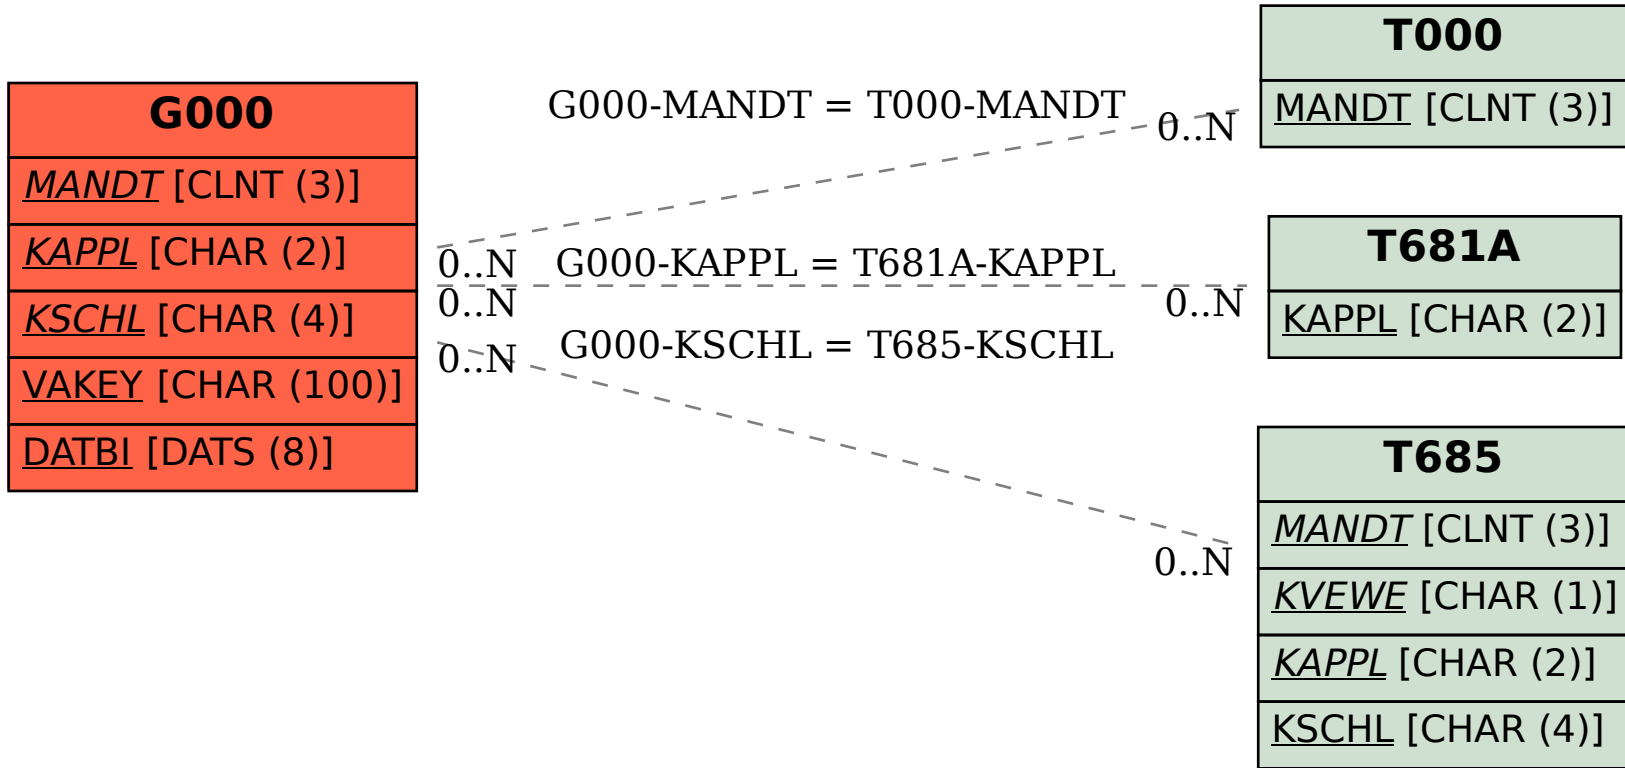 G000
MANDT [CLNT (3)]
KAPPL [CHAR (2)]
KSCHL [CHAR (4)]
VAKEY [CHAR (100)]
DATBI [DATS (8)]
G000-MANDT = T000-MANDT
0..N
0..N
G000-KAPPL = T681A-KAPPL
0..N
0..N
G000-KSCHL = T685-KSCHL
0..N
0..N
T000
MANDT [CLNT (3)]
T681A
KAPPL [CHAR (2)]
T685
MANDT [CLNT (3)]
KVEWE [CHAR (1)]
KAPPL [CHAR (2)]
KSCHL [CHAR (4)]